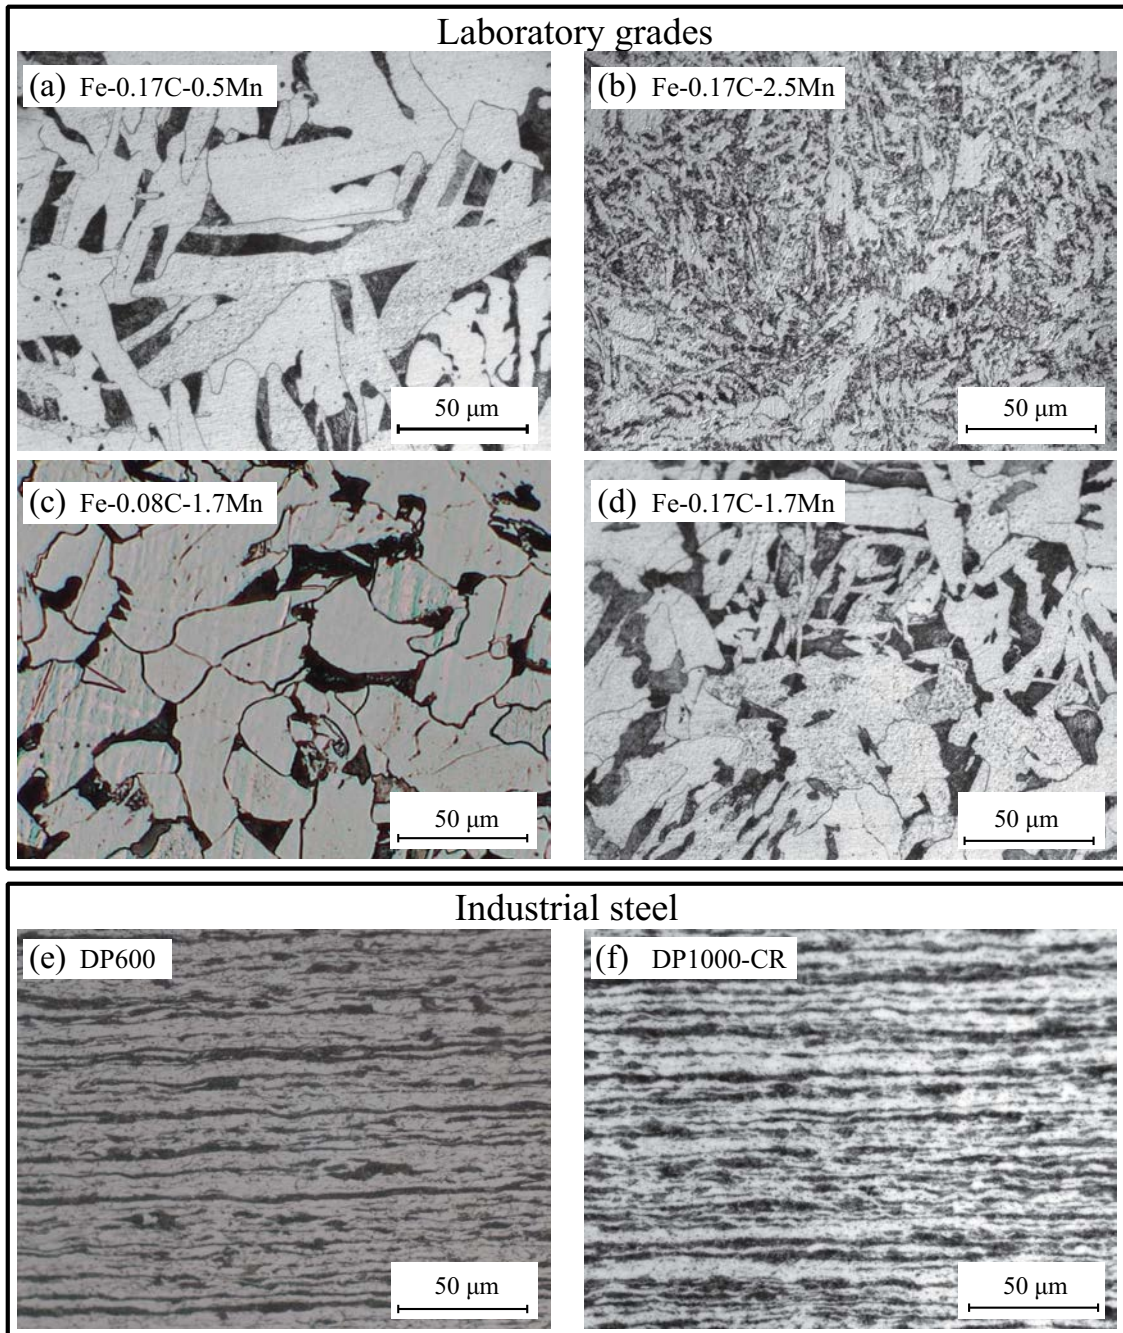 Laboratory grades
(a) Fe-0.17C-0.5Mn
(b) Fe-0.17C-2.5Mn
50 μm
50 μm
(c) Fe-0.08C-1.7Mn
(d) Fe-0.17C-1.7Mn
50 μm
50 μm
Industrial steel
(e) DP600
(f) DP1000-CR
50 μm
50 μm